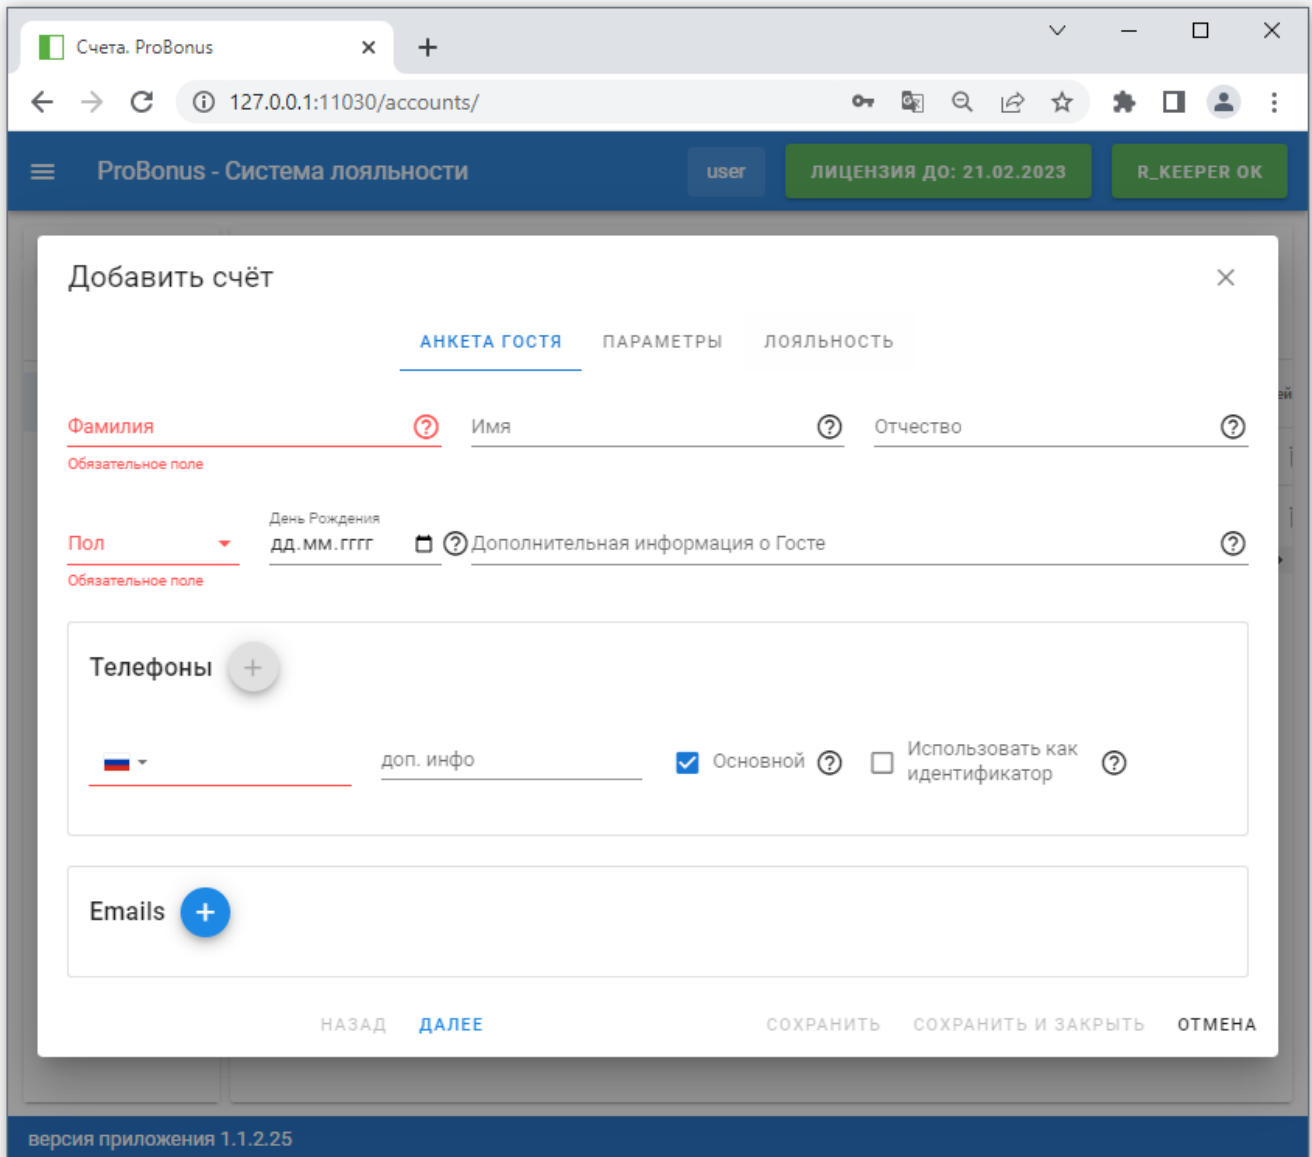 Счета. ProBonus
127.0.0.1:11030/accounts/
ProBonus - Система лояльности
user
ЛИЦЕНЗИЯ ДО: 21.02.2023
R_KEEPER OK
Добавить счёт
АНКЕТА ГОСТЯ
ПАРАМЕТРЫ
ЛОЯЛЬНОСТЬ
ей
Фамилия
Имя
Отчество
Обязательное поле
День Рождения
Пол
дд.мм.гггг
Дополнительная информация о Госте
Обязательное поле
Телефоны
доп. инфо
Основной
Использовать как
идентификатор
Emails
НАЗАД
ДАЛЕЕ
СОХРАНИТЬ
СОХРАНИТЬ И ЗАКРЫТЬ
ОТМЕНА
версия приложения 1.1.2.25